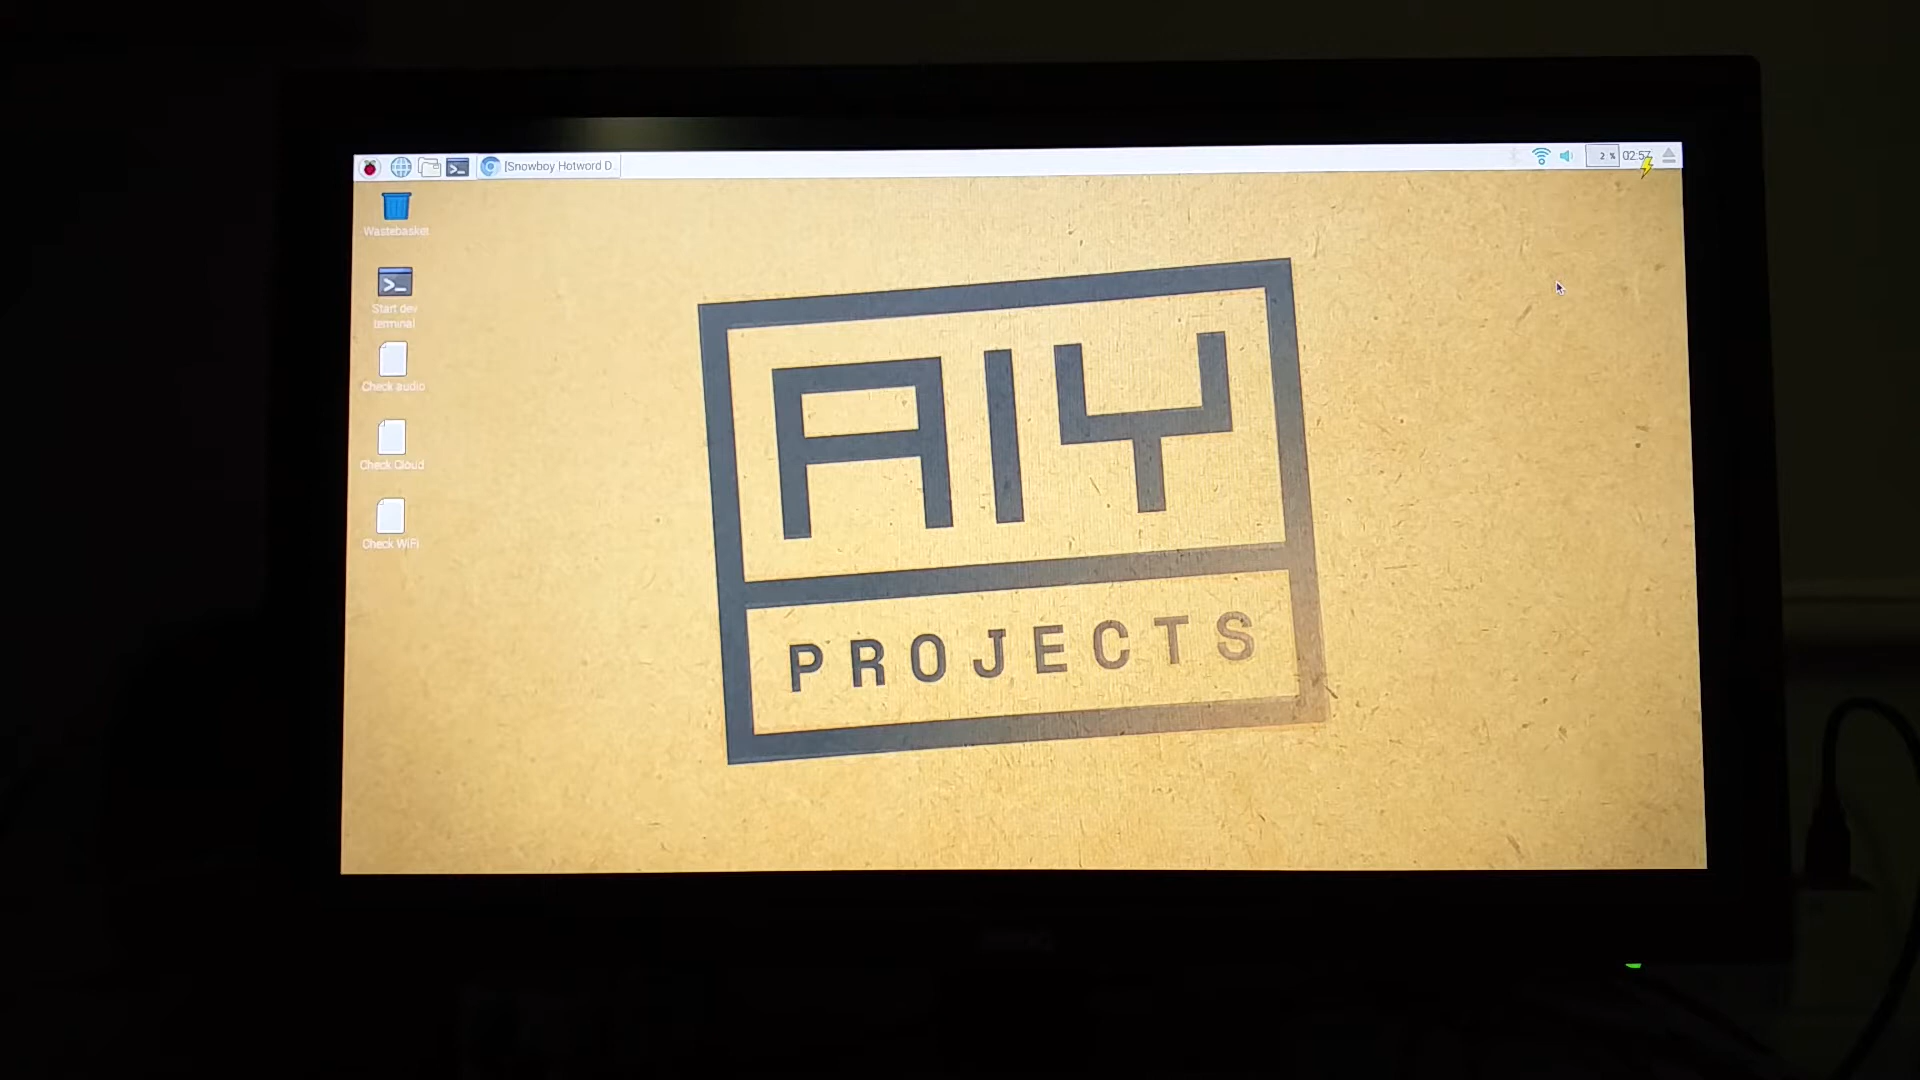 [Snowboy Hotword D...
2 %
02:57
Wastebasket
Start dev
terminal
Check audio
Check Cloud
Check WiFi
AIY
PROJECTS